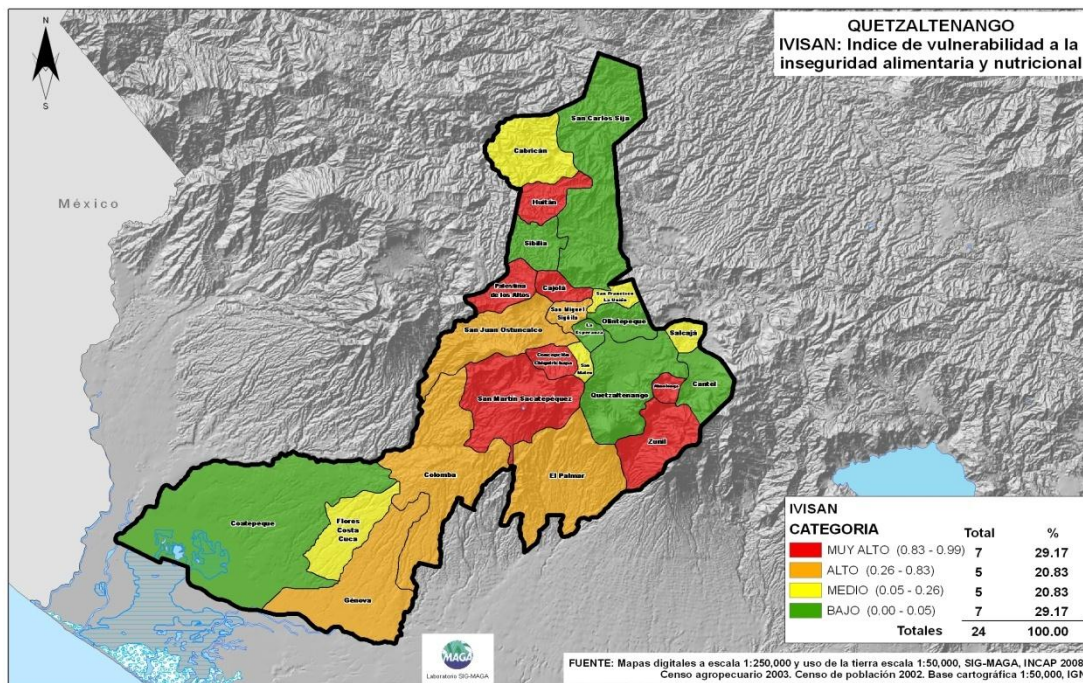 QUETZALTENANGO
IVISAN: Indice de vulnerabilidad a la
inseguridad alimentaria y nutricional
N
S
México
San Carlos Sija
Cabricán
Huitán
Sibilia
Palestina
de los Altos
Cajolá
San Francisco
La Unión
San Miguel
Sigüila
Olintepeque
La
Esperanza
San Juan Ostuncalco
Salcajá
Concepción
Chiquirichapa
San
Mateo
Cantel
San Martín Sacatepéquez
Quetzaltenango
Zunil
Colomba
El Palmar
Coatepeque
Flores
Costa
Cuca
Génova
IVISAN
CATEGORIA Total %
MUY ALTO (0.83 - 0.99) 7 29.17
ALTO (0.26 - 0.83) 5 20.83
MEDIO (0.05 - 0.26) 5 20.83
BAJO (0.00 - 0.05) 7 29.17
Totales 24 100.00
MAGA
Laboratorio SIG-MAGA
FUENTE: Mapas digitales a escala 1:250,000 y uso de la tierra escala 1:50,000, SIG-MAGA, INCAP 2008
Censo agropecuario 2003. Censo de población 2002. Base cartográfica 1:50,000, IGN